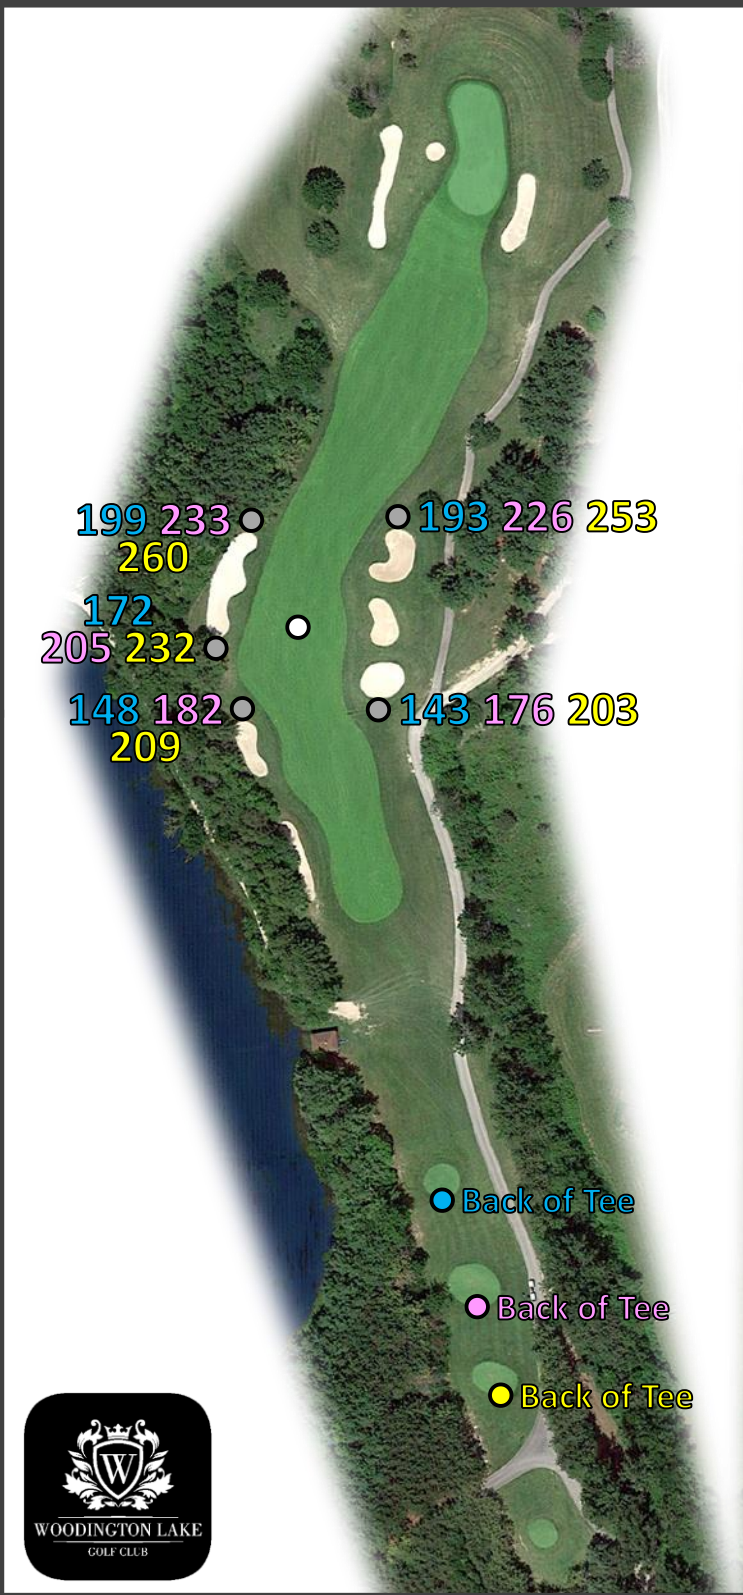 199 233
260
193 226 253
172
205 232
148 182
209
143 176 203
Back of Tee
Back of Tee
Back of Tee
W
WOODINGTON LAKE
GOLF CLUB